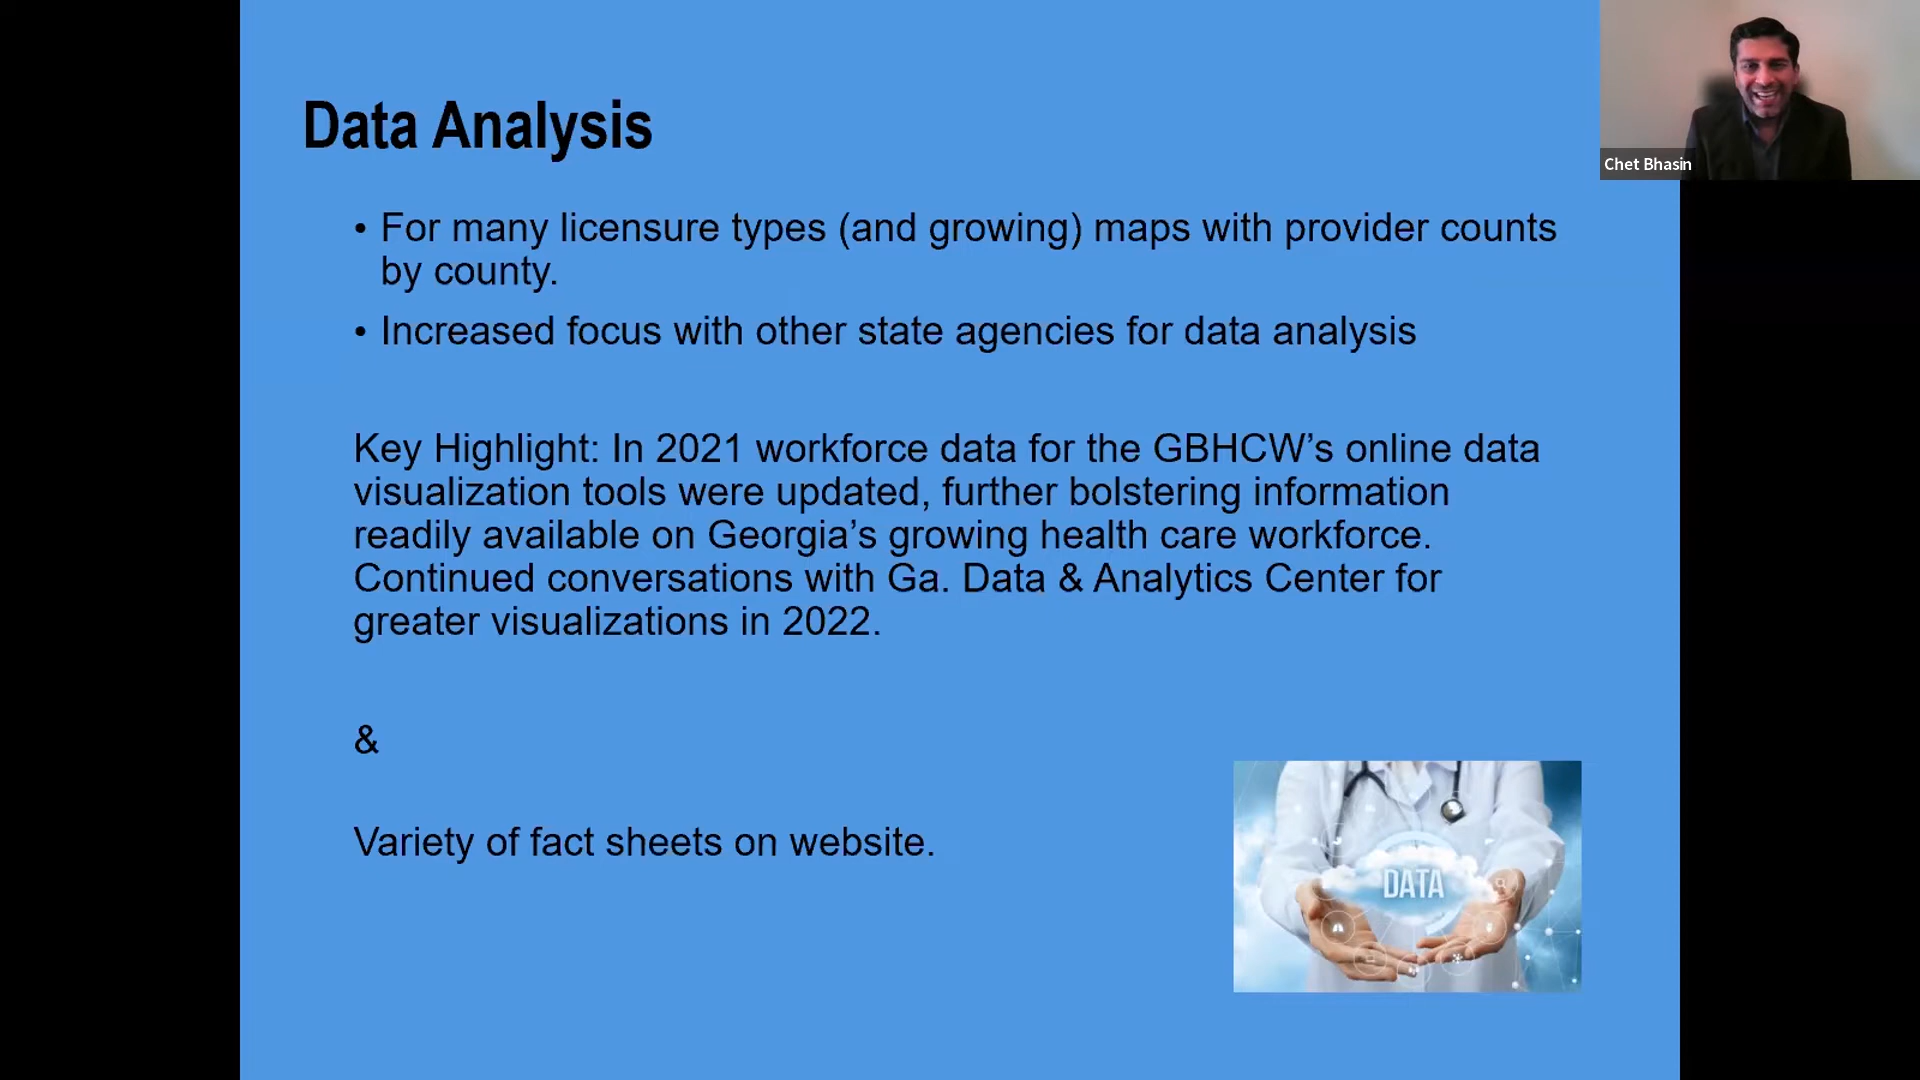 Data Analysis
• For many licensure types (and growing) maps with provider counts
by county.
• Increased focus with other state agencies for data analysis
Key Highlight: In 2021 workforce data for the GBHCW’s online data
visualization tools were updated, further bolstering information
readily available on Georgia’s growing health care workforce.
Continued conversations with Ga. Data & Analytics Center for
greater visualizations in 2022.
&
Variety of fact sheets on website.
DATA
Chet Bhasin